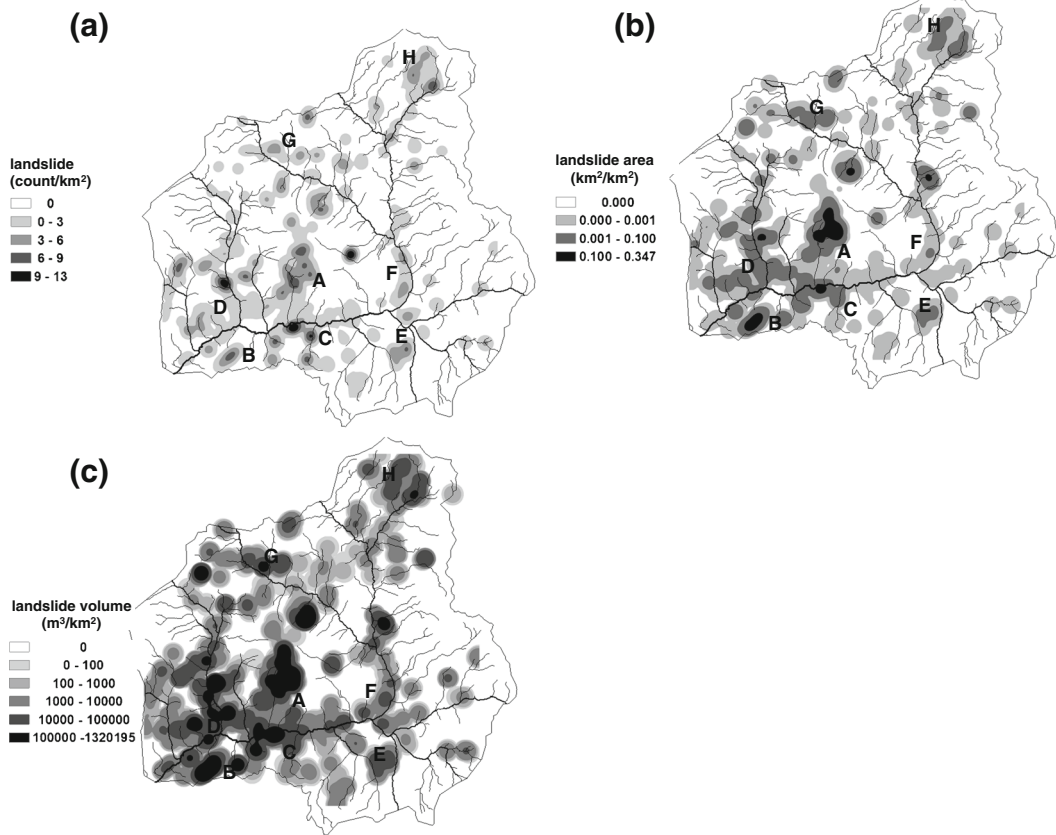 (a)
H
G
landslide
(count/km²)
0
0 - 3
3 - 6
6 - 9
9 - 13
A
F
D
C
E
B
(b)
H
G
landslide area
(km²/km²)
0.000
0.000 - 0.001
0.001 - 0.100
0.100 - 0.347
A
F
D
C
E
B
(c)
H
G
landslide volume
(m³/km²)
0
0 - 100
100 - 1000
1000 - 10000
10000 - 100000
100000 -1320195
A
F
D
C
E
B